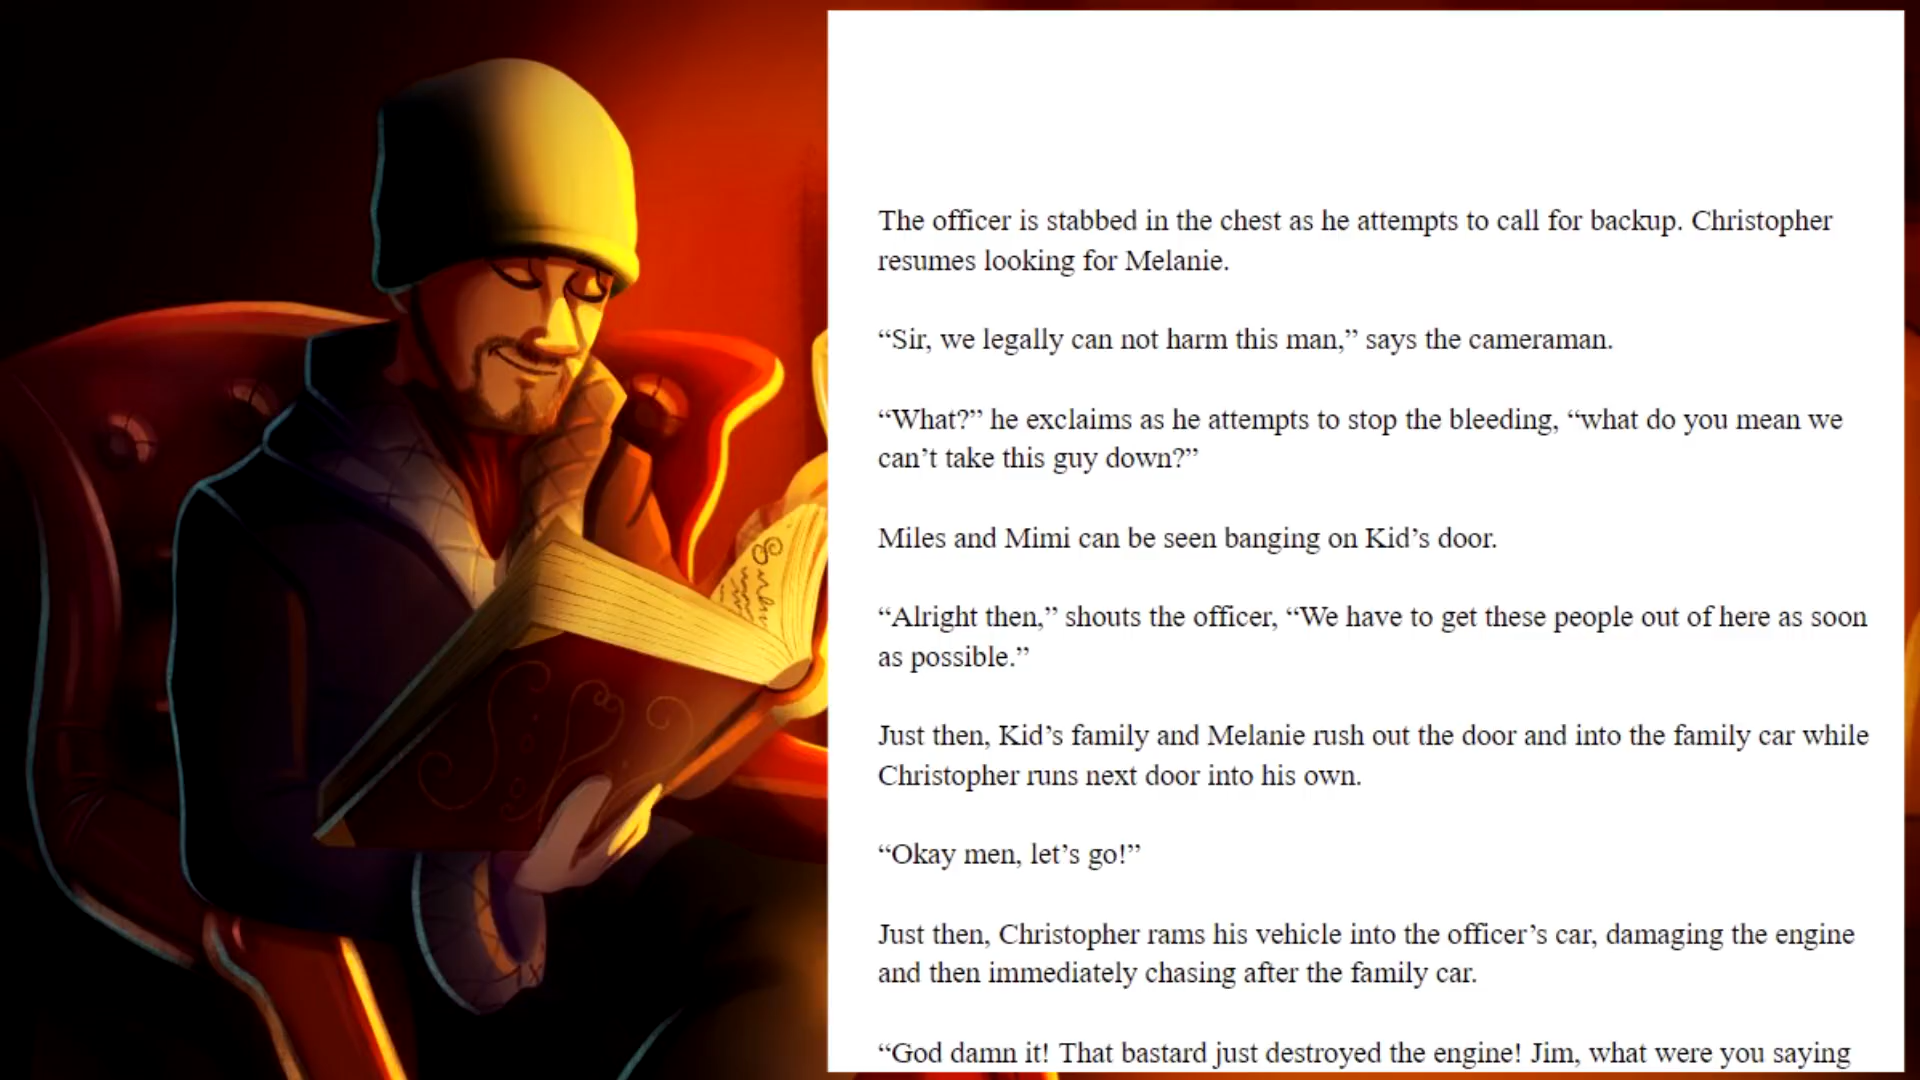 The officer is stabbed in the chest as he attempts to call for backup. Christopher
resumes looking for Melanie.
“Sir, we legally can not harm this man,” says the cameraman.
“What?” he exclaims as he attempts to stop the bleeding, “what do you mean we
can’t take this guy down?”
Miles and Mimi can be seen banging on Kid’s door.
“Alright then,” shouts the officer, “We have to get these people out of here as soon
as possible.”
Just then, Kid’s family and Melanie rush out the door and into the family car while
Christopher runs next door into his own.
“Okay men, let’s go!”
Just then, Christopher rams his vehicle into the officer’s car, damaging the engine
and then immediately chasing after the family car.
“God damn it! That bastard just destroyed the engine! Jim, what were you saying